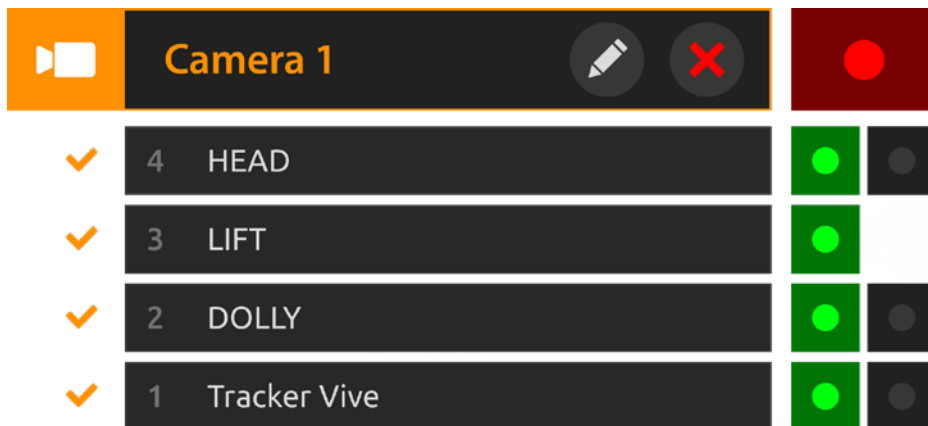 Camera 1
4 HEAD
3 LIFT
2 DOLLY
1 Tracker Vive